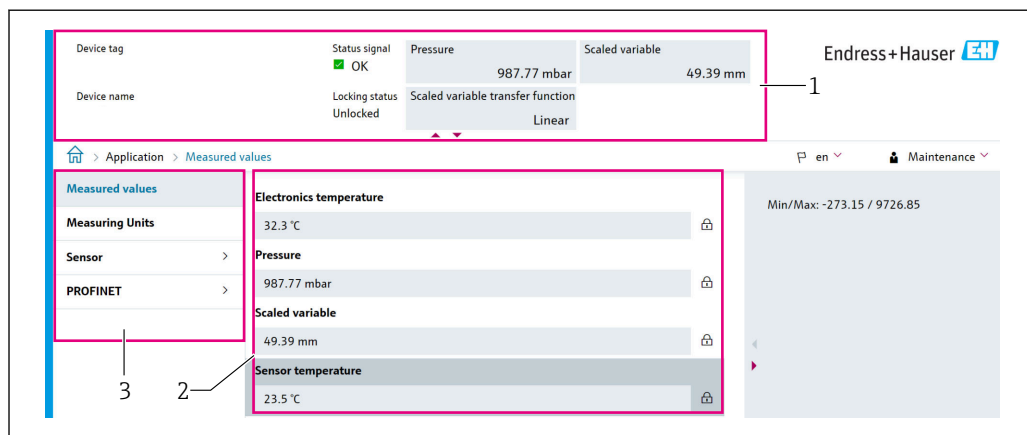 Device tag
Status signal
OK
Pressure
987.77 mbar
Scaled variable
49.39 mm
Endress+Hauser EH
1
Device name
Locking status
Unlocked
Scaled variable transfer function
Linear
> Application > Measured values
en
Maintenance
Measured values
Measuring Units
Sensor >
PROFINET >
3
Electronics temperature
32.3 °C
Pressure
987.77 mbar
Scaled variable
49.39 mm
Sensor temperature
23.5 °C
2
Min/Max: -273.15 / 9726.85